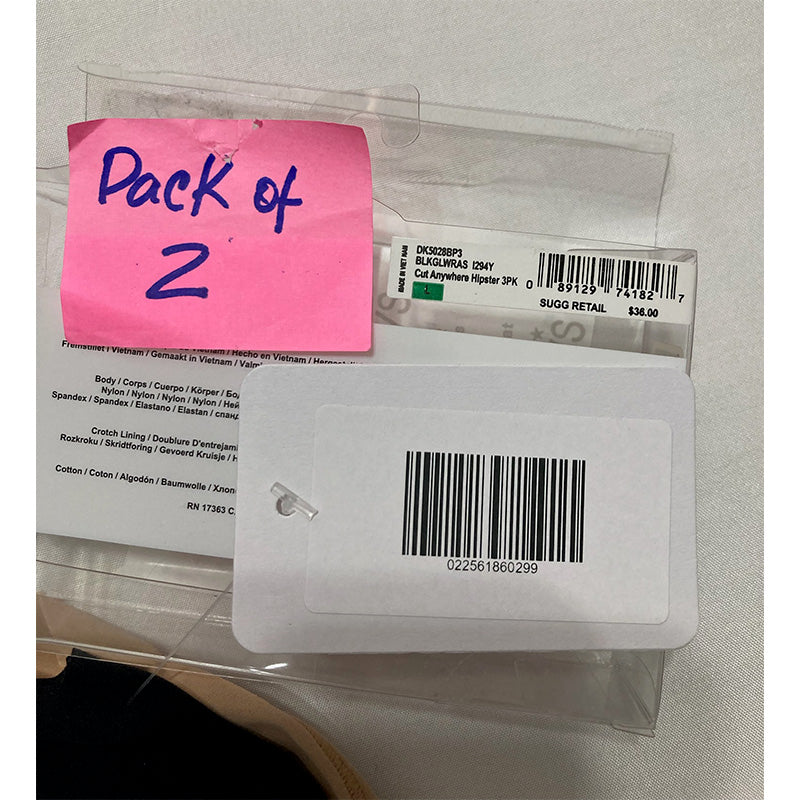 Pack of
2
MADE IN VIET NAM
DK5028BP3
BLKGLWRAS I294Y
Cut Anywhere Hipster 3PK
L
0 89129 74182 7
SUGG RETAIL $36.00
Vietnam / Hecho en Vietnam /
Vietnam / Gemaakt in Vietnam /
Body / Corps / Cuerpo / Körper /
Nylon / Nylon / Nylon / Nylon /
Spandex / Spandex / Elastano / Elastan /
Crotch Lining / Doublure D'entrejam
Rozkroku / Skridtforing / Gevoerd Kruisje /
Cotton / Coton / Algodón / Baumwolle /
RN 17363
022561860299